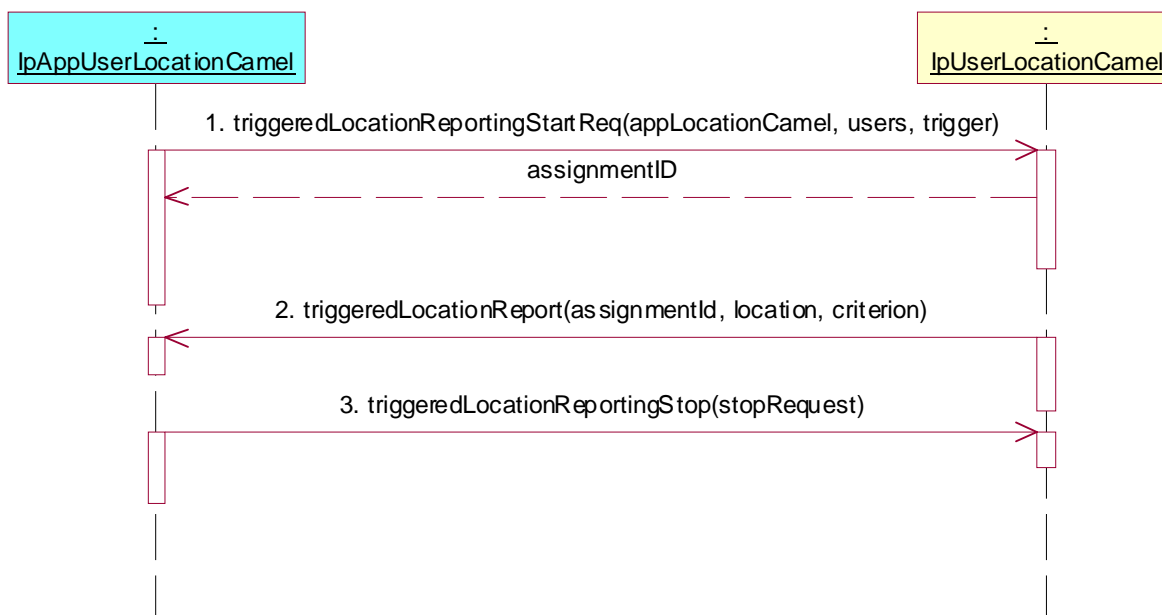 :
IpAppUserLocationCamel
:
IpUserLocationCamel
1. triggeredLocationReportingStartReq(appLocationCamel, users, trigger)
assignmentID
2. triggeredLocationReport(assignmentId, location, criterion)
3. triggeredLocationReportingStop(stopRequest)